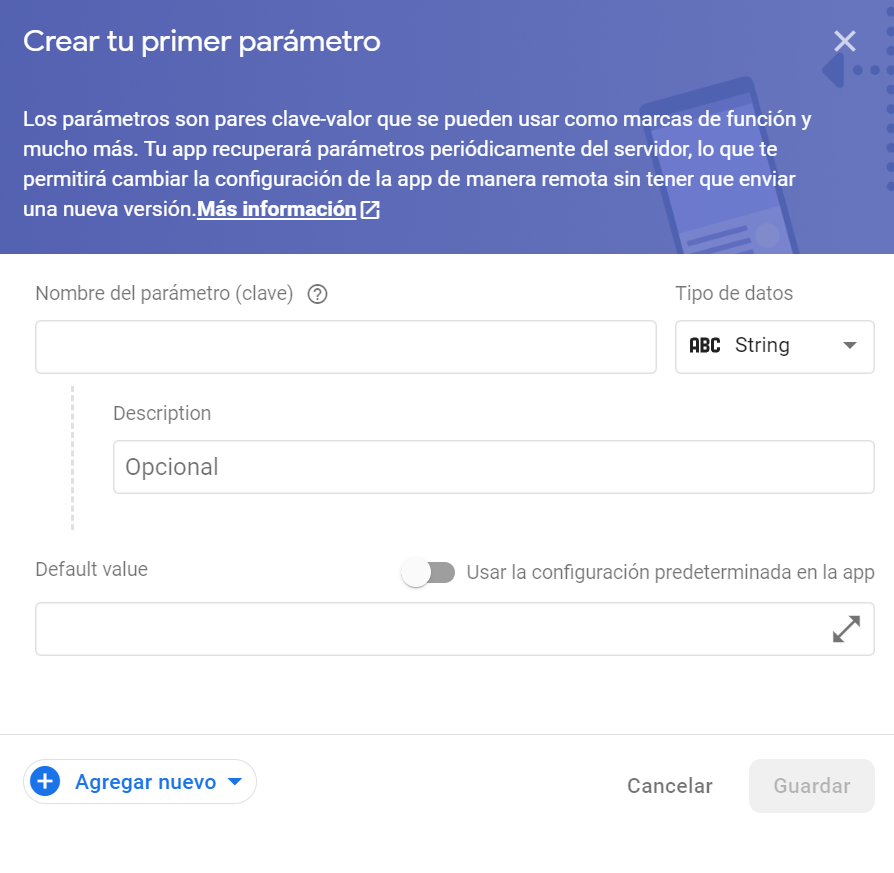 Crear tu primer parámetro
Los parámetros son pares clave-valor que se pueden usar como marcas de función y
mucho más. Tu app recuperará parámetros periódicamente del servidor, lo que te
permitirá cambiar la configuración de la app de manera remota sin tener que enviar
una nueva versión.Más información
Nombre del parámetro (clave)
Tipo de datos
ABC String
Description
Opcional
Default value
Usar la configuración predeterminada en la app
Agregar nuevo
Cancelar
Guardar